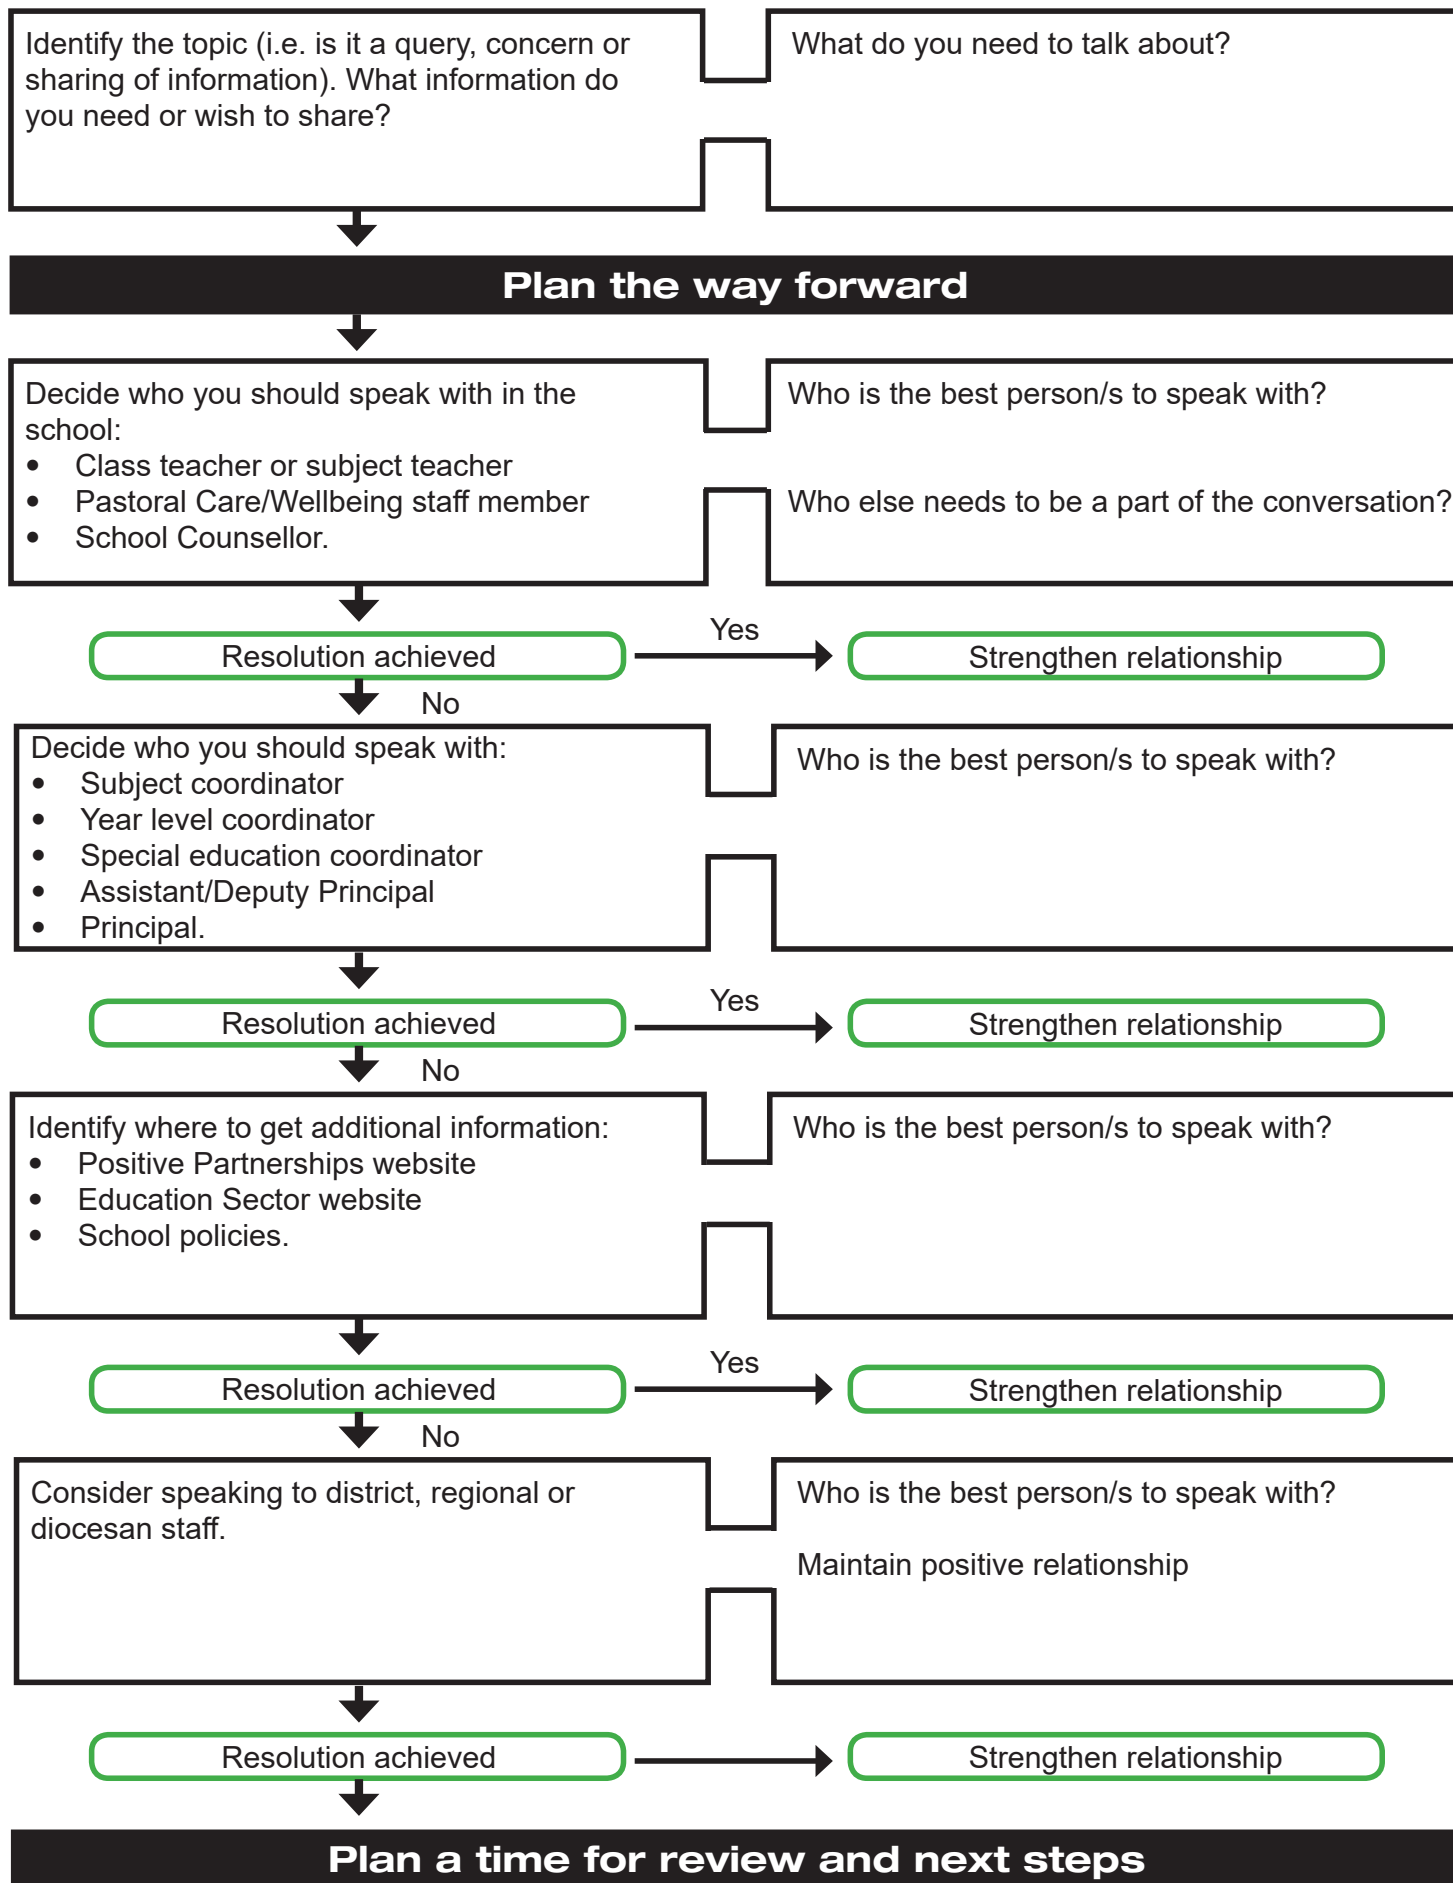 Identify the topic (i.e. is it a query, concern or
sharing of information). What information do
you need or wish to share?
What do you need to talk about?
Plan the way forward
Decide who you should speak with in the
school:
• Class teacher or subject teacher
• Pastoral Care/Wellbeing staff member
• School Counsellor.
Who is the best person/s to speak with?
Who else needs to be a part of the conversation?
Resolution achieved
Yes
Strengthen relationship
No
Decide who you should speak with:
• Subject coordinator
• Year level coordinator
• Special education coordinator
• Assistant/Deputy Principal
• Principal.
Who is the best person/s to speak with?
Resolution achieved
Yes
Strengthen relationship
No
Identify where to get additional information:
• Positive Partnerships website
• Education Sector website
• School policies.
Who is the best person/s to speak with?
Resolution achieved
Yes
Strengthen relationship
No
Consider speaking to district, regional or
diocesan staff.
Who is the best person/s to speak with?
Maintain positive relationship
Resolution achieved
Strengthen relationship
Plan a time for review and next steps